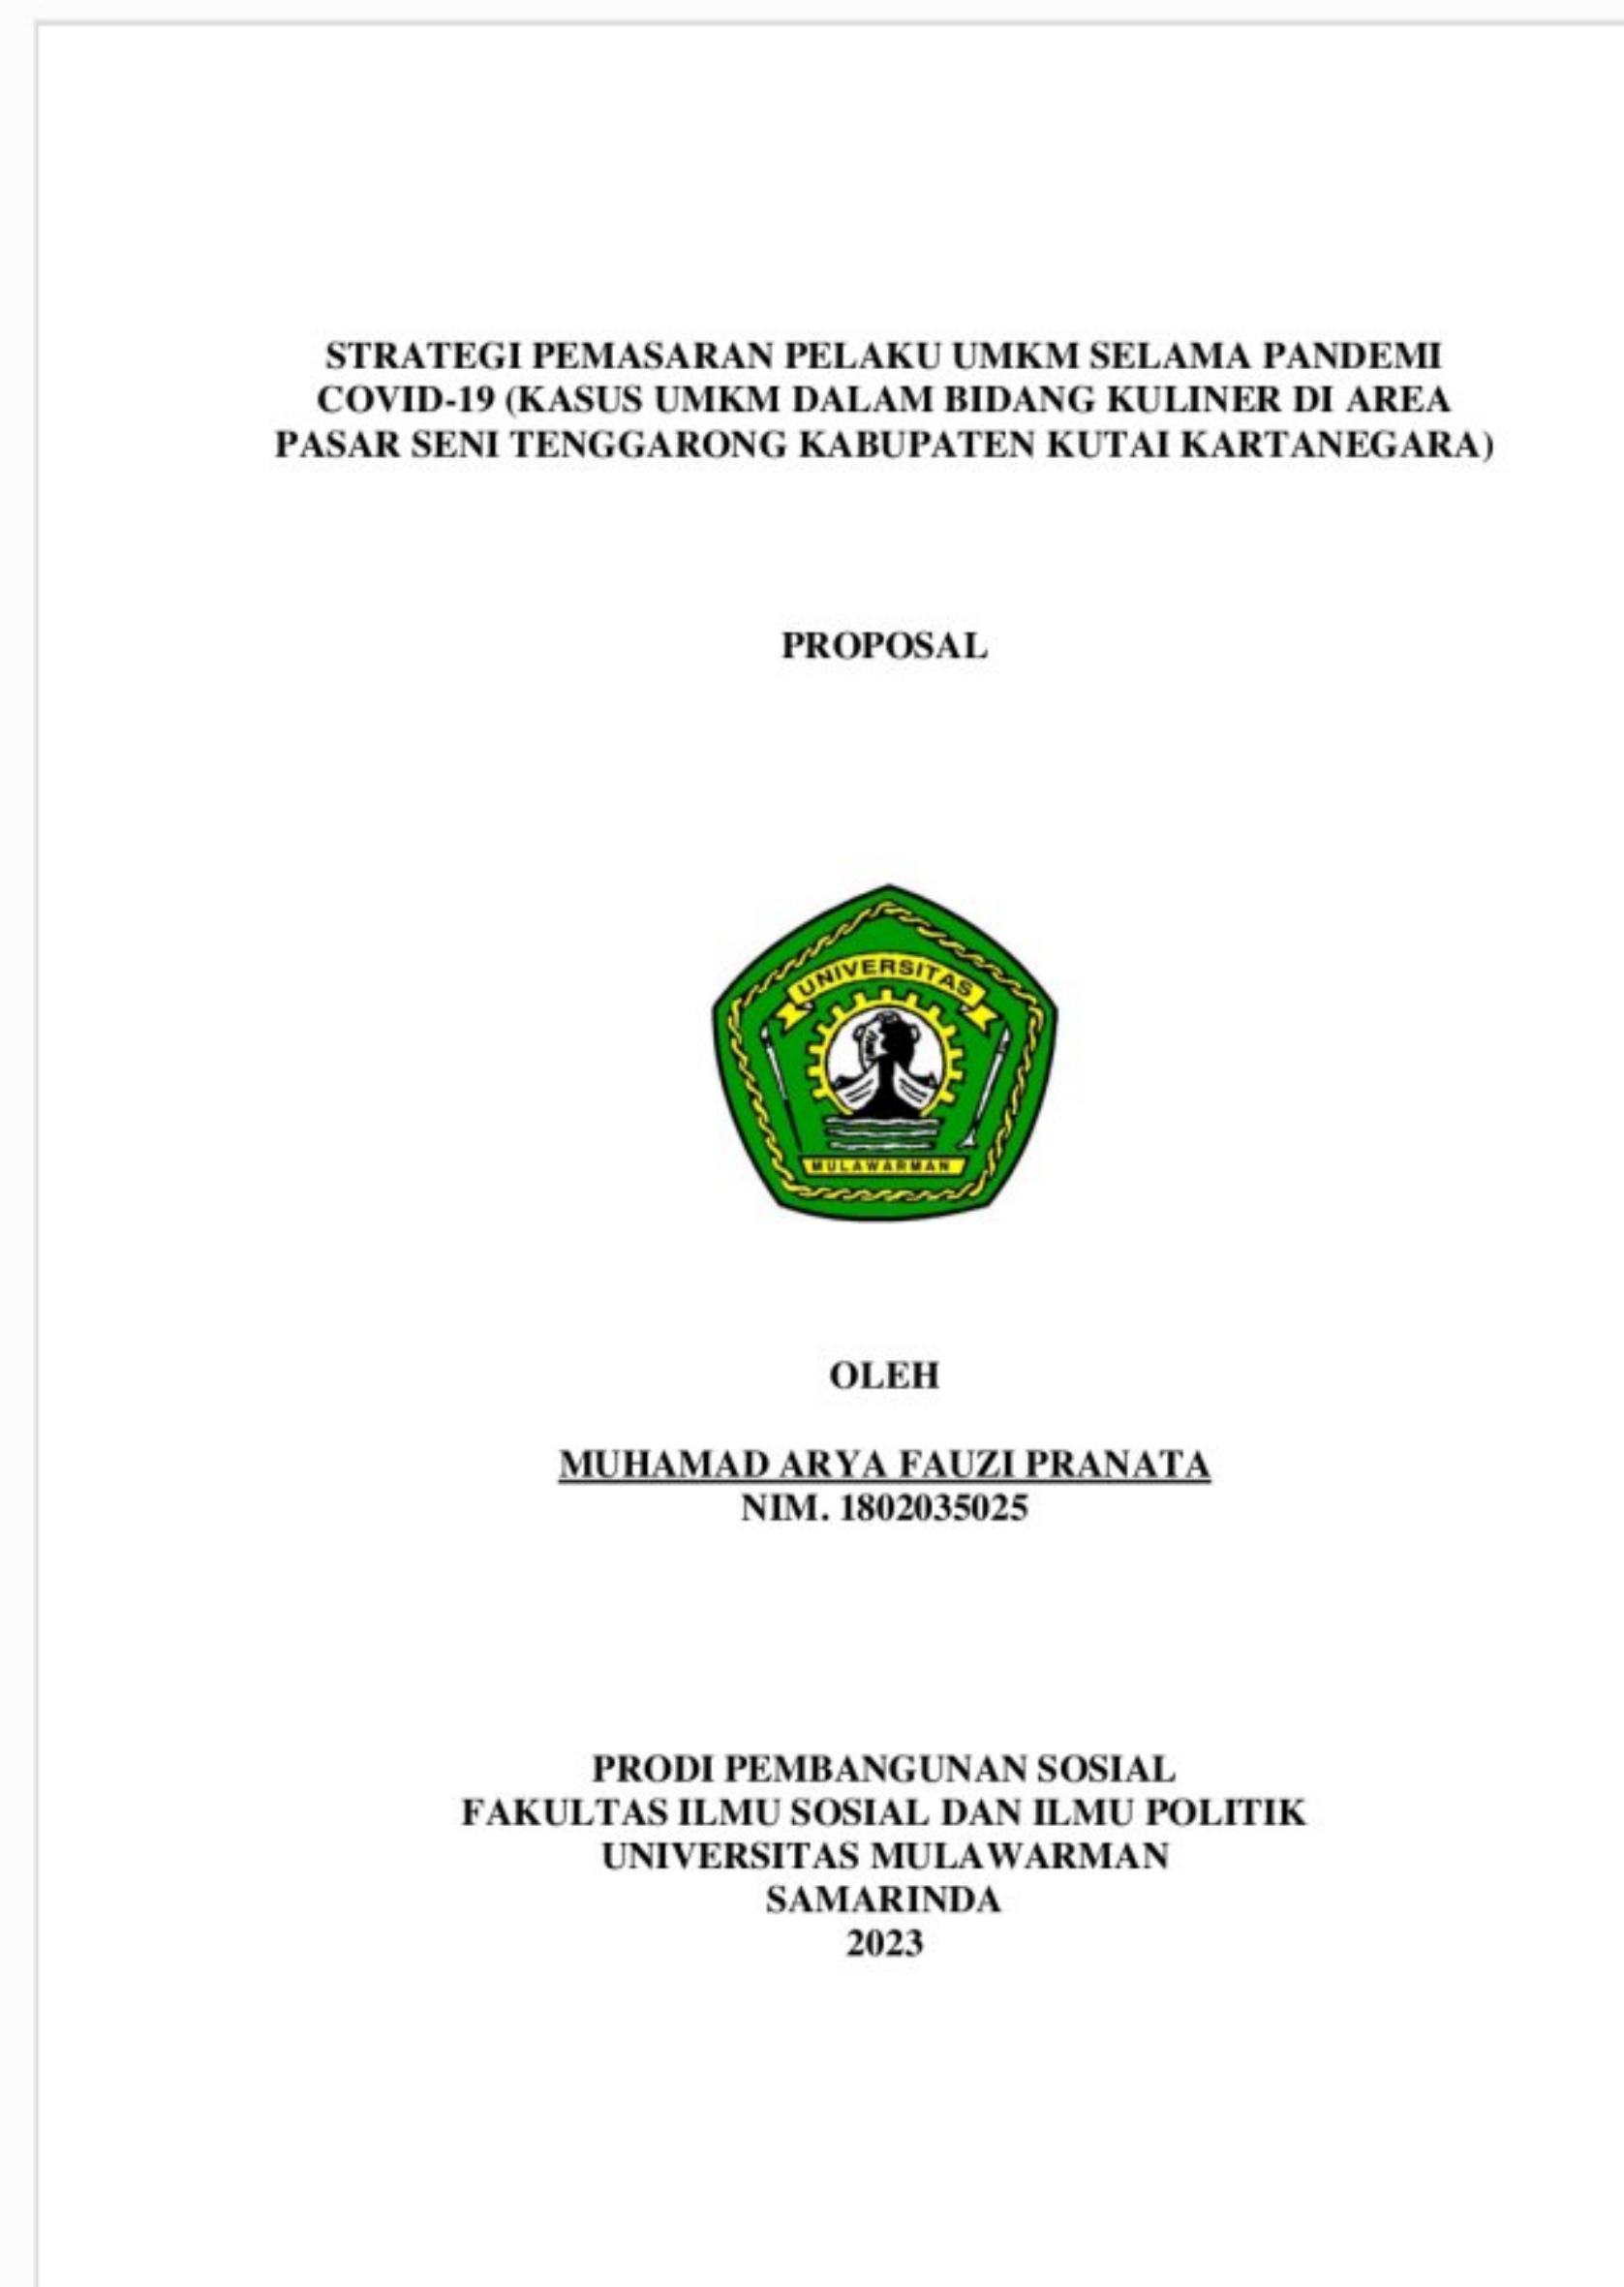 STRATEGI PEMASARAN PELAKU UMKM SELAMA PANDEMI
COVID-19 (KASUS UMKM DALAM BIDANG KULINER DI AREA
PASAR SENI TENGGARONG KABUPATEN KUTAI KARTANEGARA)
PROPOSAL
UNIVERSITAS
MULAWARMAN
OLEH
MUHAMAD ARYA FAUZI PRANATA
NIM. 1802035025
PRODI PEMBANGUNAN SOSIAL
FAKULTAS ILMU SOSIAL DAN ILMU POLITIK
UNIVERSITAS MULAWARMAN
SAMARINDA
2023